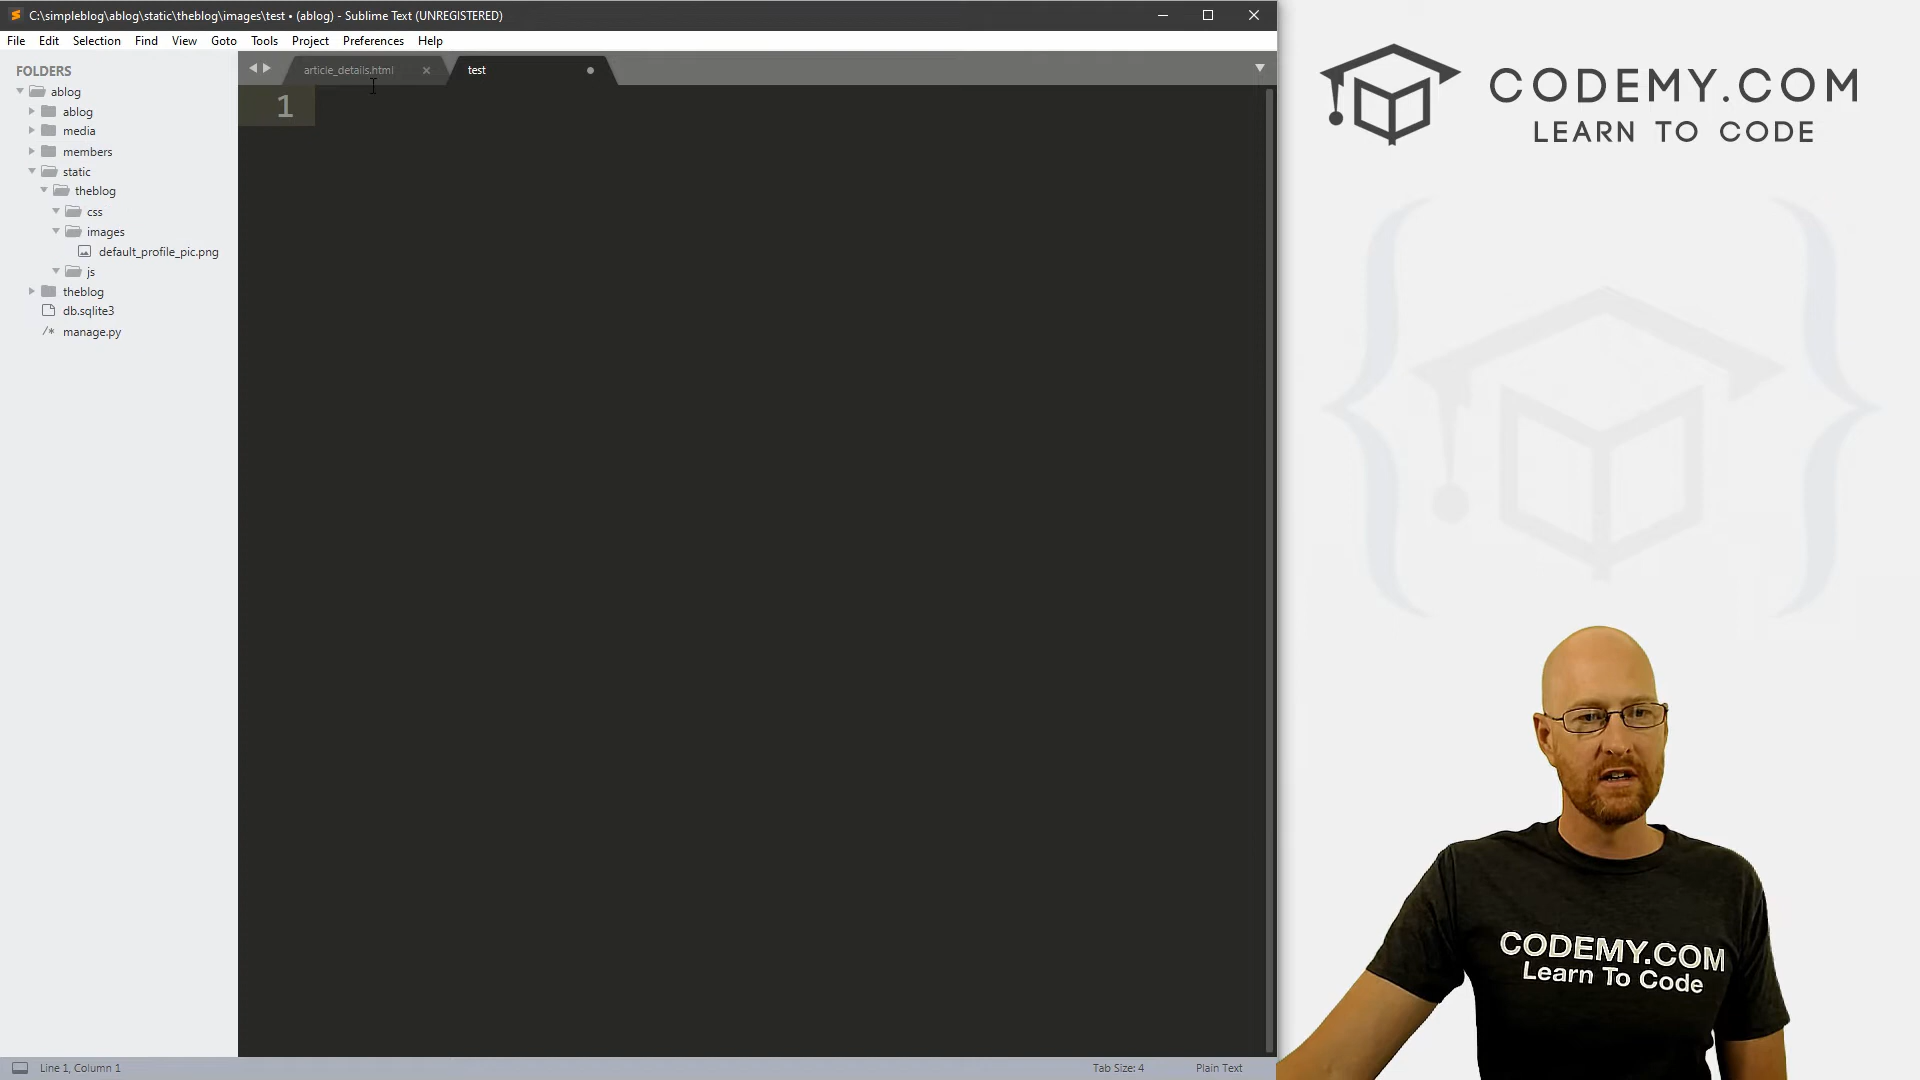 C:\simpleblog\ablog\static\theblog\images\test • (ablog) - Sublime Text (UNREGISTERED)
File Edit Selection Find View Goto Tools Project Preferences Help
FOLDERS
ablog
ablog
media
members
static
theblog
css
images
default_profile_pic.png
js
theblog
db.sqlite3
/* manage.py
article_details.html
test
1
Line 1, Column 1
Tab Size: 4
Plain Text
CODEMY.COM
LEARN TO CODE
CODEMY.COM
Learn To Code